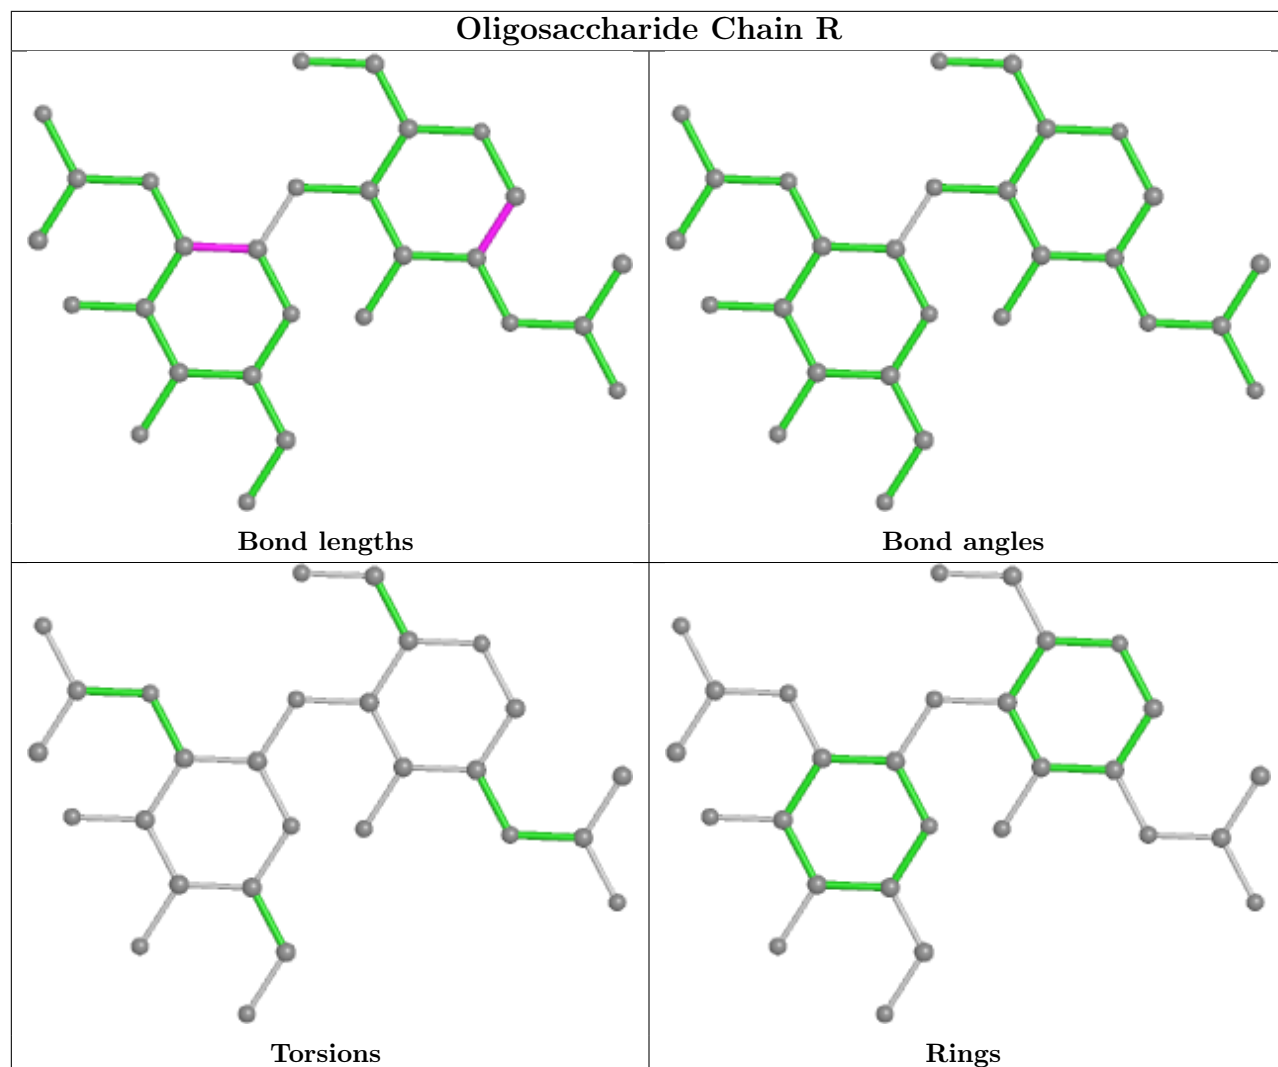 Oligosaccharide Chain R
Bond lengths
Bond angles
Torsions
Rings